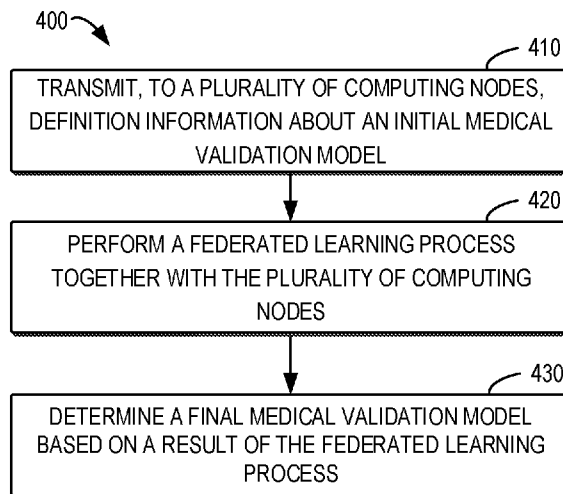 400
410
TRANSMIT, TO A PLURALITY OF COMPUTING NODES,
DEFINITION INFORMATION ABOUT AN INITIAL MEDICAL
VALIDATION MODEL
420
PERFORM A FEDERATED LEARNING PROCESS
TOGETHER WITH THE PLURALITY OF COMPUTING
NODES
430
DETERMINE A FINAL MEDICAL VALIDATION MODEL
BASED ON A RESULT OF THE FEDERATED LEARNING
PROCESS